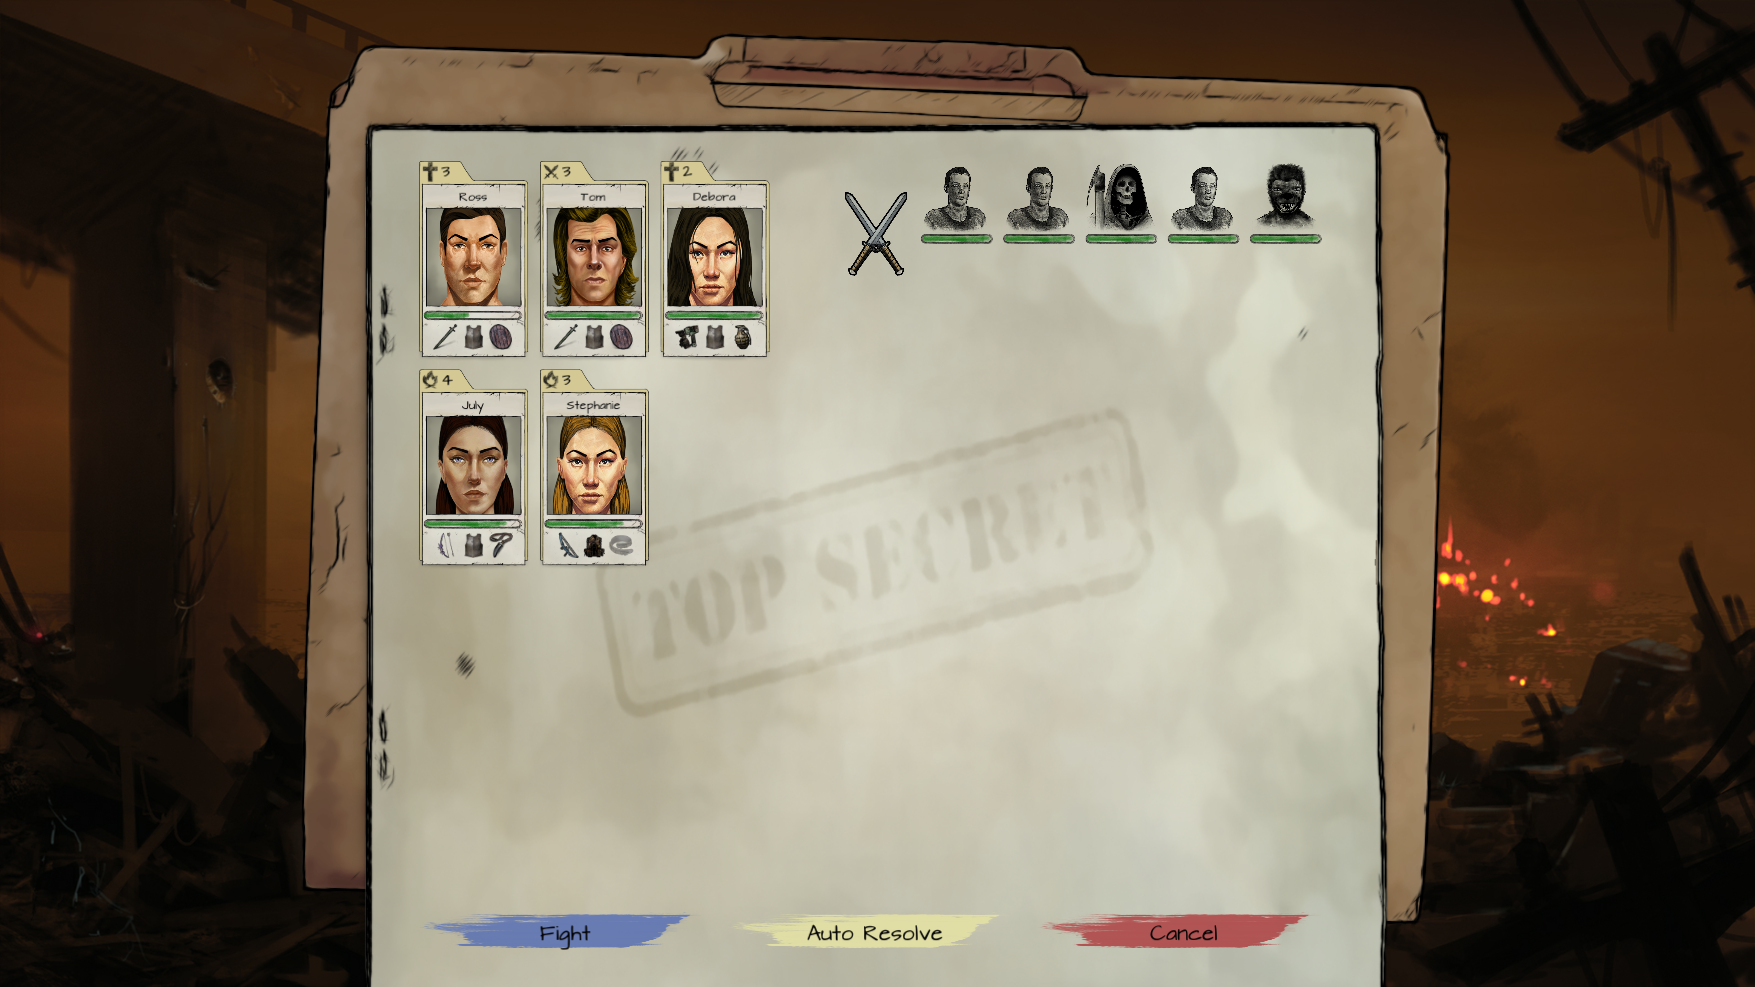 3
Ross
3
Tom
2
Debora
4
July
3
Stephanie
TOP SECRET
Fight
Auto Resolve
Cancel